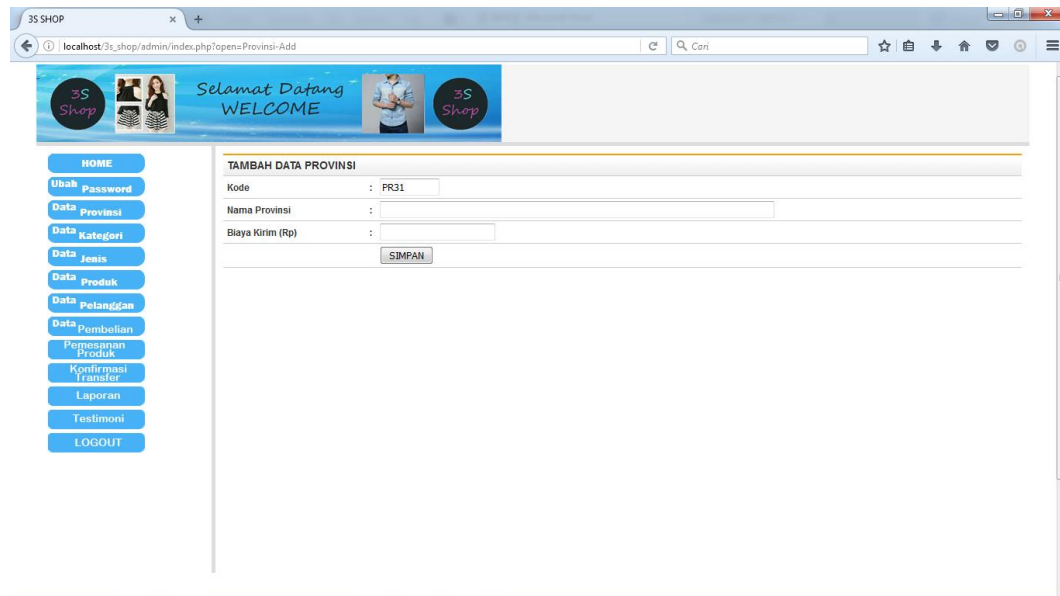 3S SHOP
localhost/3s_shop/admin/index.php?open=Provinsi-Add
Cari
3S Shop
Selamat Datang
WELCOME
3S Shop
HOME
Ubah Password
Data Provinsi
Data Kategori
Data Jenis
Data Produk
Data Pelanggan
Data Pembelian
Pemesanan Produk
Konfirmasi Transfer
Laporan
Testimoni
LOGOUT
TAMBAH DATA PROVINSI
Kode : PR31
Nama Provinsi :
Biaya Kirim (Rp) :
SIMPAN